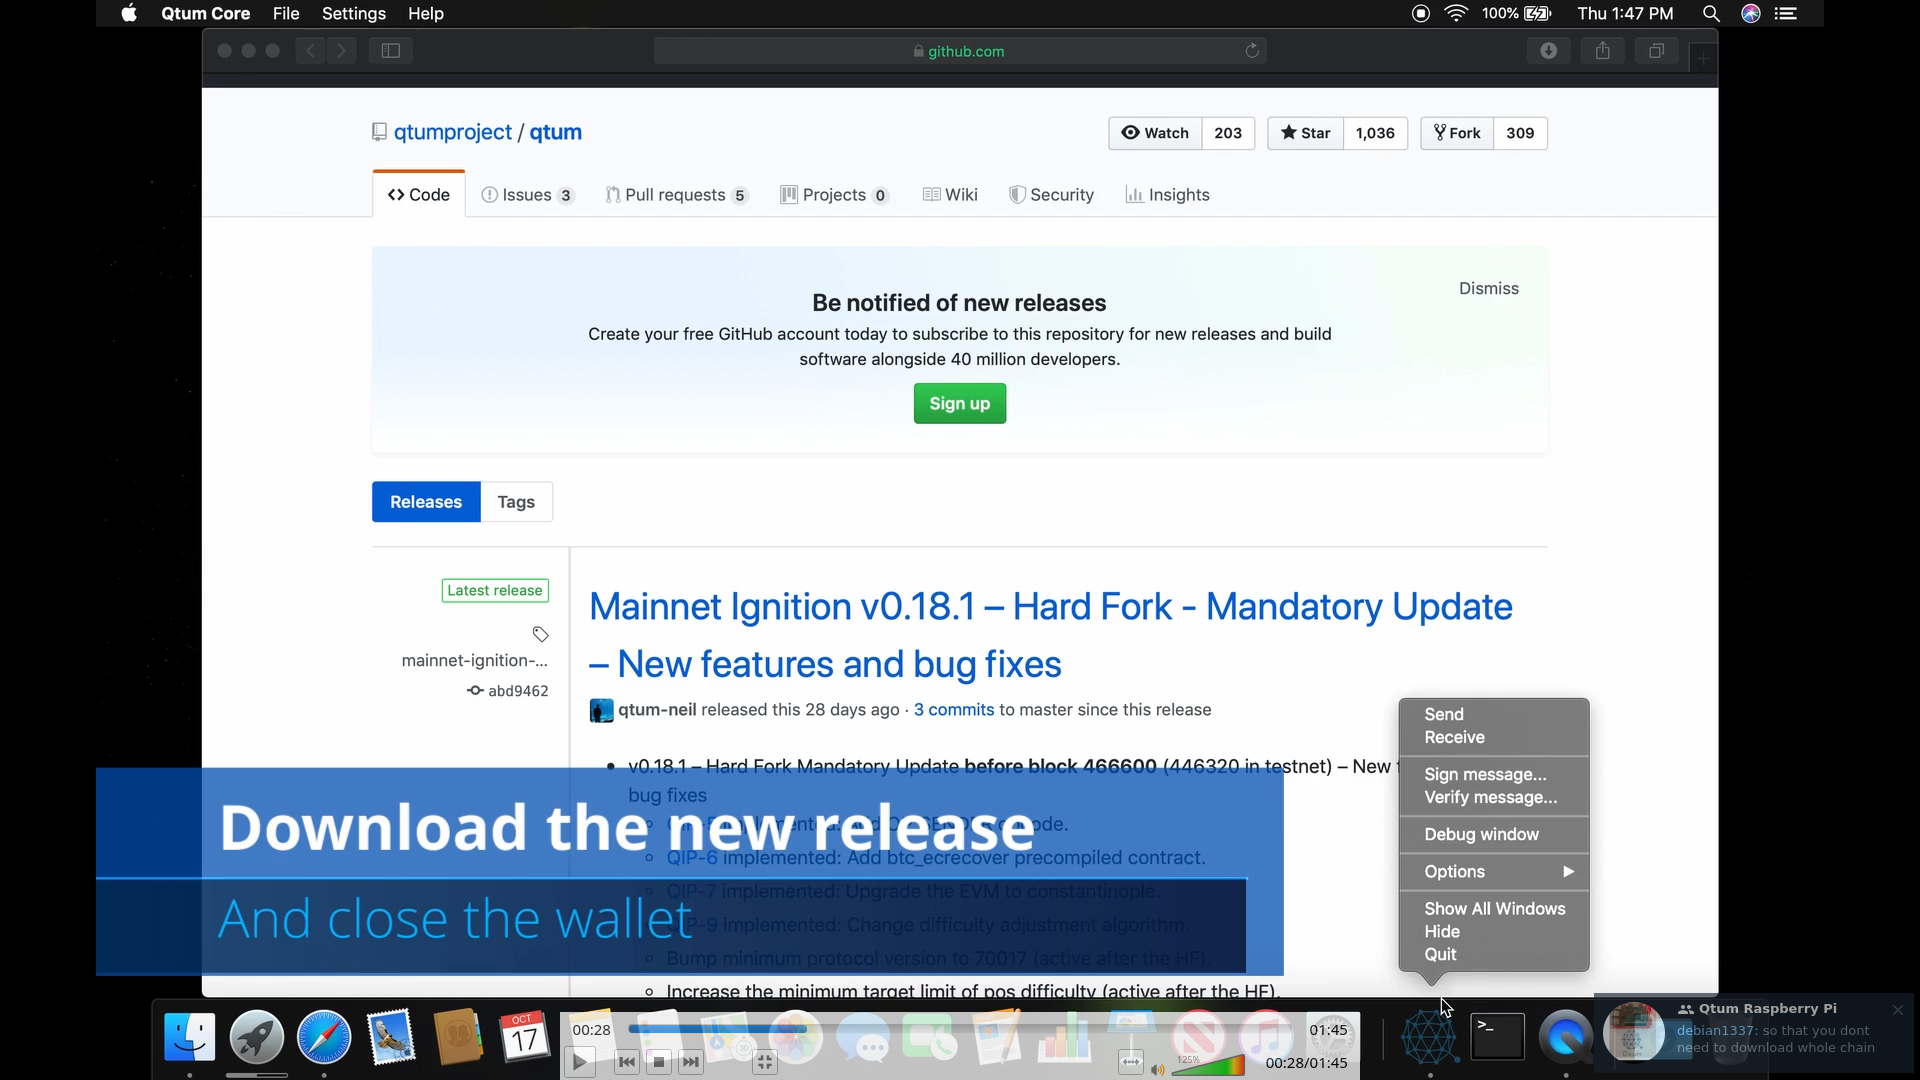 Qtum Core File Settings Help 100% Thu 1:47 PM
github.com
qtumproject / qtum
Watch 203 Star 1,036 Fork 309
Code Issues 3 Pull requests 5 Projects 0 Wiki Security Insights
Be notified of new releases
Dismiss
Create your free GitHub account today to subscribe to this repository for new releases and build
software alongside 40 million developers.
Sign up
Releases Tags
Latest release
mainnet-ignition-...
abd9462
Mainnet Ignition v0.18.1 – Hard Fork - Mandatory Update
– New features and bug fixes
qtum-neil released this 28 days ago · 3 commits to master since this release
v0.18.1 – Hard Fork Mandatory Update before block 466600 (446320 in testnet) – New
bug fixes
implemented: Add opcode.
QIP-6 implemented: Add btc_ecrecover precompiled contract.
QIP-7 implemented: Upgrade the EVM to constantinople.
QIP-9 implemented: Change difficulty adjustment algorithm.
Bump minimum protocol version to 70017 (active after the HF).
Increase the minimum target limit of pos difficulty (active after the HF).
Download the new release
And close the wallet
Send
Receive
Sign message...
Verify message...
Debug window
Options
Show All Windows
Hide
Quit
OCT
17
00:28 01:45
125%
00:28/01:45
>_
Qtum Raspberry Pi
debian1337: so that you dont
need to download whole chain